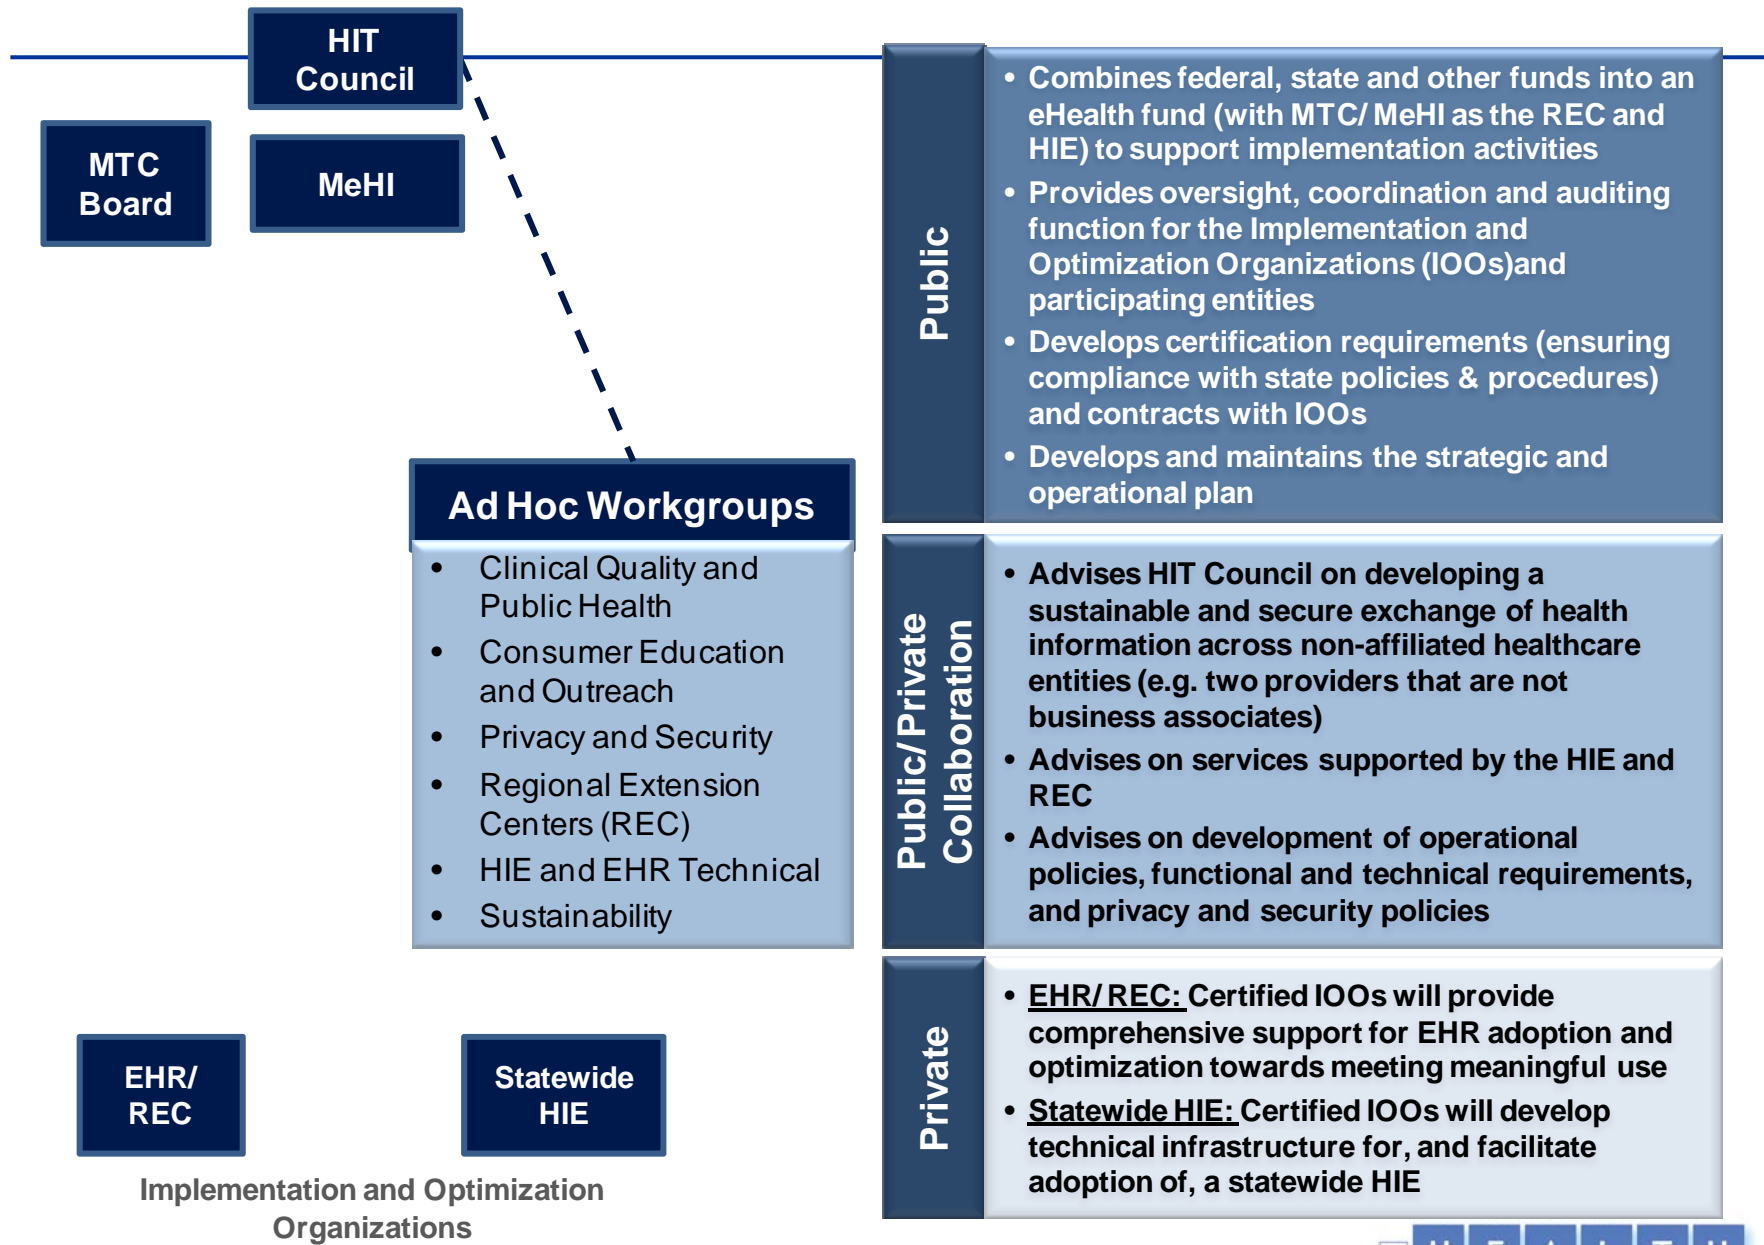 HIT
Council
MTC
Board
MeHI
Ad Hoc Workgroups
• Clinical Quality and
Public Health
• Consumer Education
and Outreach
• Privacy and Security
• Regional Extension
Centers (REC)
• HIE and EHR Technical
• Sustainability
EHR/
REC
Statewide
HIE
Implementation and Optimization
Organizations
Public
• Combines federal, state and other funds into an
eHealth fund (with MTC/ MeHI as the REC and
HIE) to support implementation activities
• Provides oversight, coordination and auditing
function for the Implementation and
Optimization Organizations (IOOs)and
participating entities
• Develops certification requirements (ensuring
compliance with state policies & procedures)
and contracts with IOOs
• Develops and maintains the strategic and
operational plan
Public/ Private
Collaboration
• Advises HIT Council on developing a
sustainable and secure exchange of health
information across non-affiliated healthcare
entities (e.g. two providers that are not
business associates)
• Advises on services supported by the HIE and
REC
• Advises on development of operational
policies, functional and technical requirements,
and privacy and security policies
Private
• EHR/ REC: Certified IOOs will provide
comprehensive support for EHR adoption and
optimization towards meeting meaningful use
• Statewide HIE: Certified IOOs will develop
technical infrastructure for, and facilitate
adoption of, a statewide HIE
HEALTH